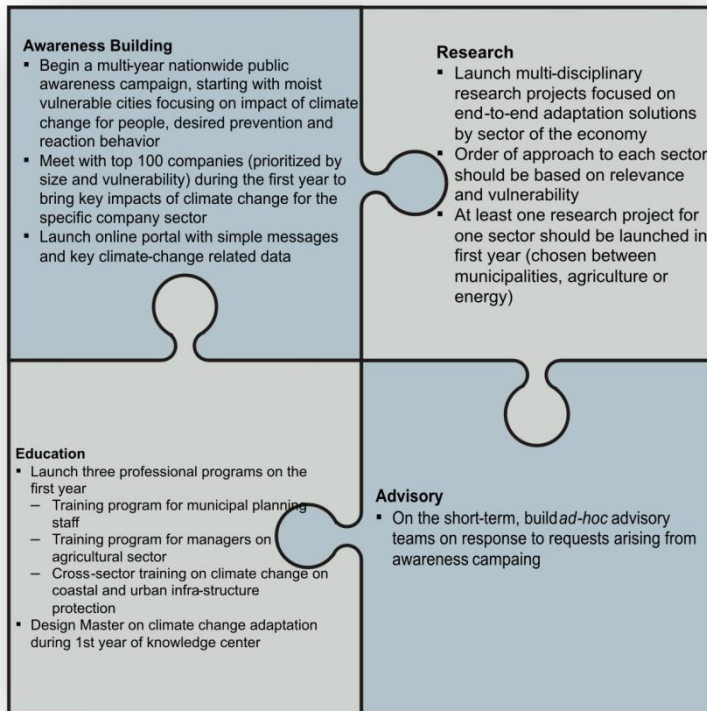 Awareness Building
▪ Begin a multi-year nationwide public
awareness campaign, starting with moist
vulnerable cities focusing on impact of climate
change for people, desired prevention and
reaction behavior
▪ Meet with top 100 companies (prioritized by
size and vulnerability) during the first year to
bring key impacts of climate change for the
specific company sector
▪ Launch online portal with simple messages
and key climate-change related data
Research
▪ Launch multi-disciplinary
research projects focused on
end-to-end adaptation solutions
by sector of the economy
▪ Order of approach to each sector
should be based on relevance
and vulnerability
▪ At least one research project for
one sector should be launched in
first year (chosen between
municipalities, agriculture or
energy)
Education
▪ Launch three professional programs on the
first year
– Training program for municipal planning
staff
– Training program for managers on
agricultural sector
– Cross-sector training on climate change on
coastal and urban infra-structure
protection
▪ Design Master on climate change adaptation
during 1st year of knowledge center
Advisory
▪ On the short-term, build ad-hoc advisory
teams on response to requests arising from
awareness campaing